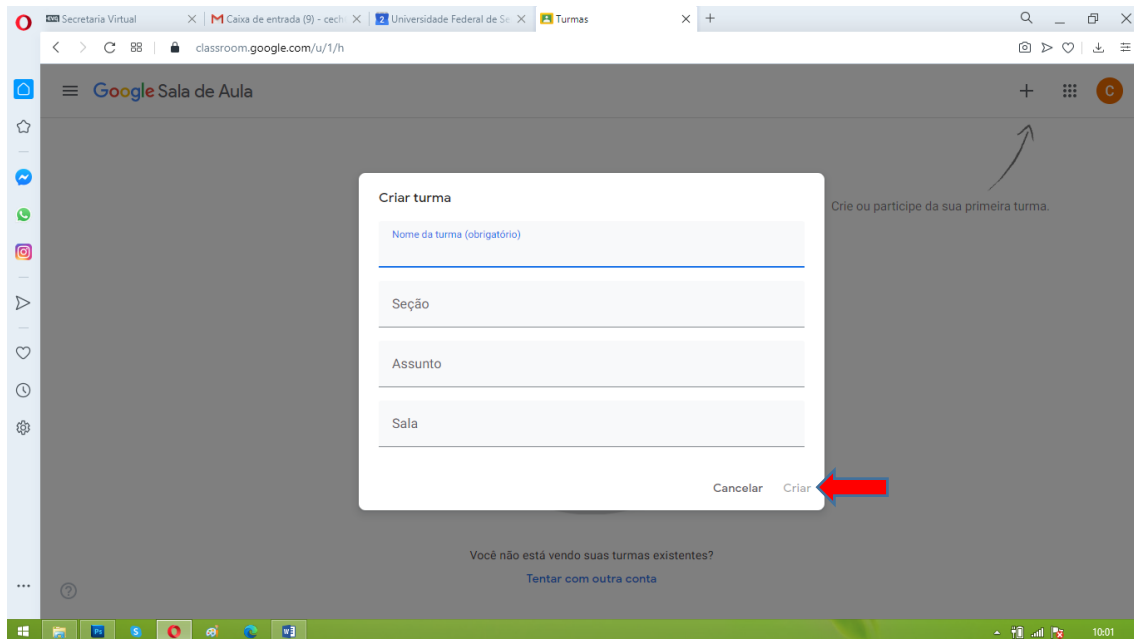 Secretaria Virtual
Caixa de entrada (9) - cech
Universidade Federal de Se
Turmas
classroom.google.com/u/1/h
Google Sala de Aula
C
Crie ou participe da sua primeira turma.
Criar turma
Nome da turma (obrigatório)
Seção
Assunto
Sala
Cancelar Criar
Você não está vendo suas turmas existentes?
Tentar com outra conta
10:01